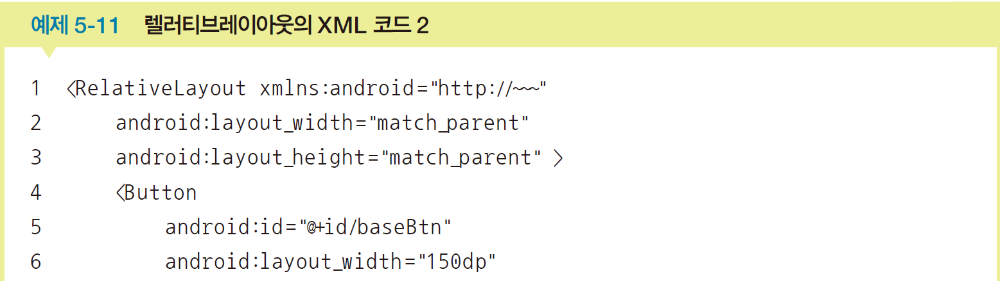 예제 5-11 렐러티브레이아웃의 XML 코드 2
1 <RelativeLayout xmlns:android="http://~~~"
2 android:layout_width="match_parent"
3 android:layout_height="match_parent" >
4 <Button
5 android:id="@+id/baseBtn"
6 android:layout_width="150dp"